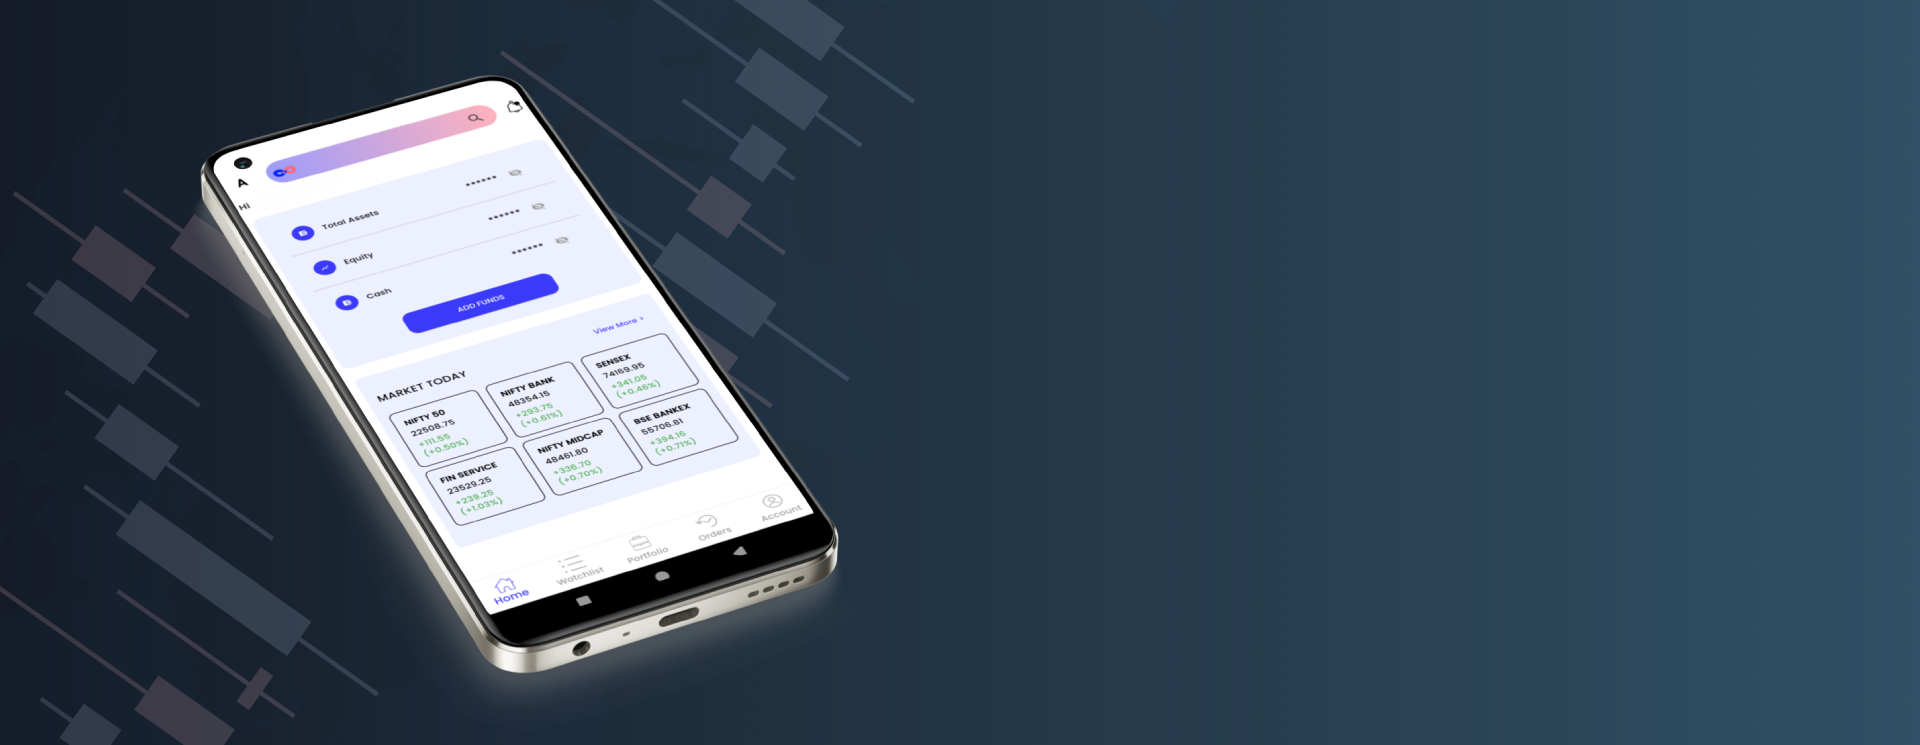 A
Hi
Total Assets ••••••
Equity ••••••
Cash ••••••
ADD FUNDS
View More >
MARKET TODAY
NIFTY 50
22508.75
+111.55
(+0.50%)
NIFTY BANK
48354.15
+293.75
(+0.61%)
SENSEX
74169.95
+341.05
(+0.46%)
FIN SERVICE
23529.25
+239.25
(+1.03%)
NIFTY MIDCAP
48461.80
+336.70
(+0.70%)
BSE BANKEX
55706.81
+394.16
(+0.71%)
Home
Watchlist
Portfolio
Orders
Account